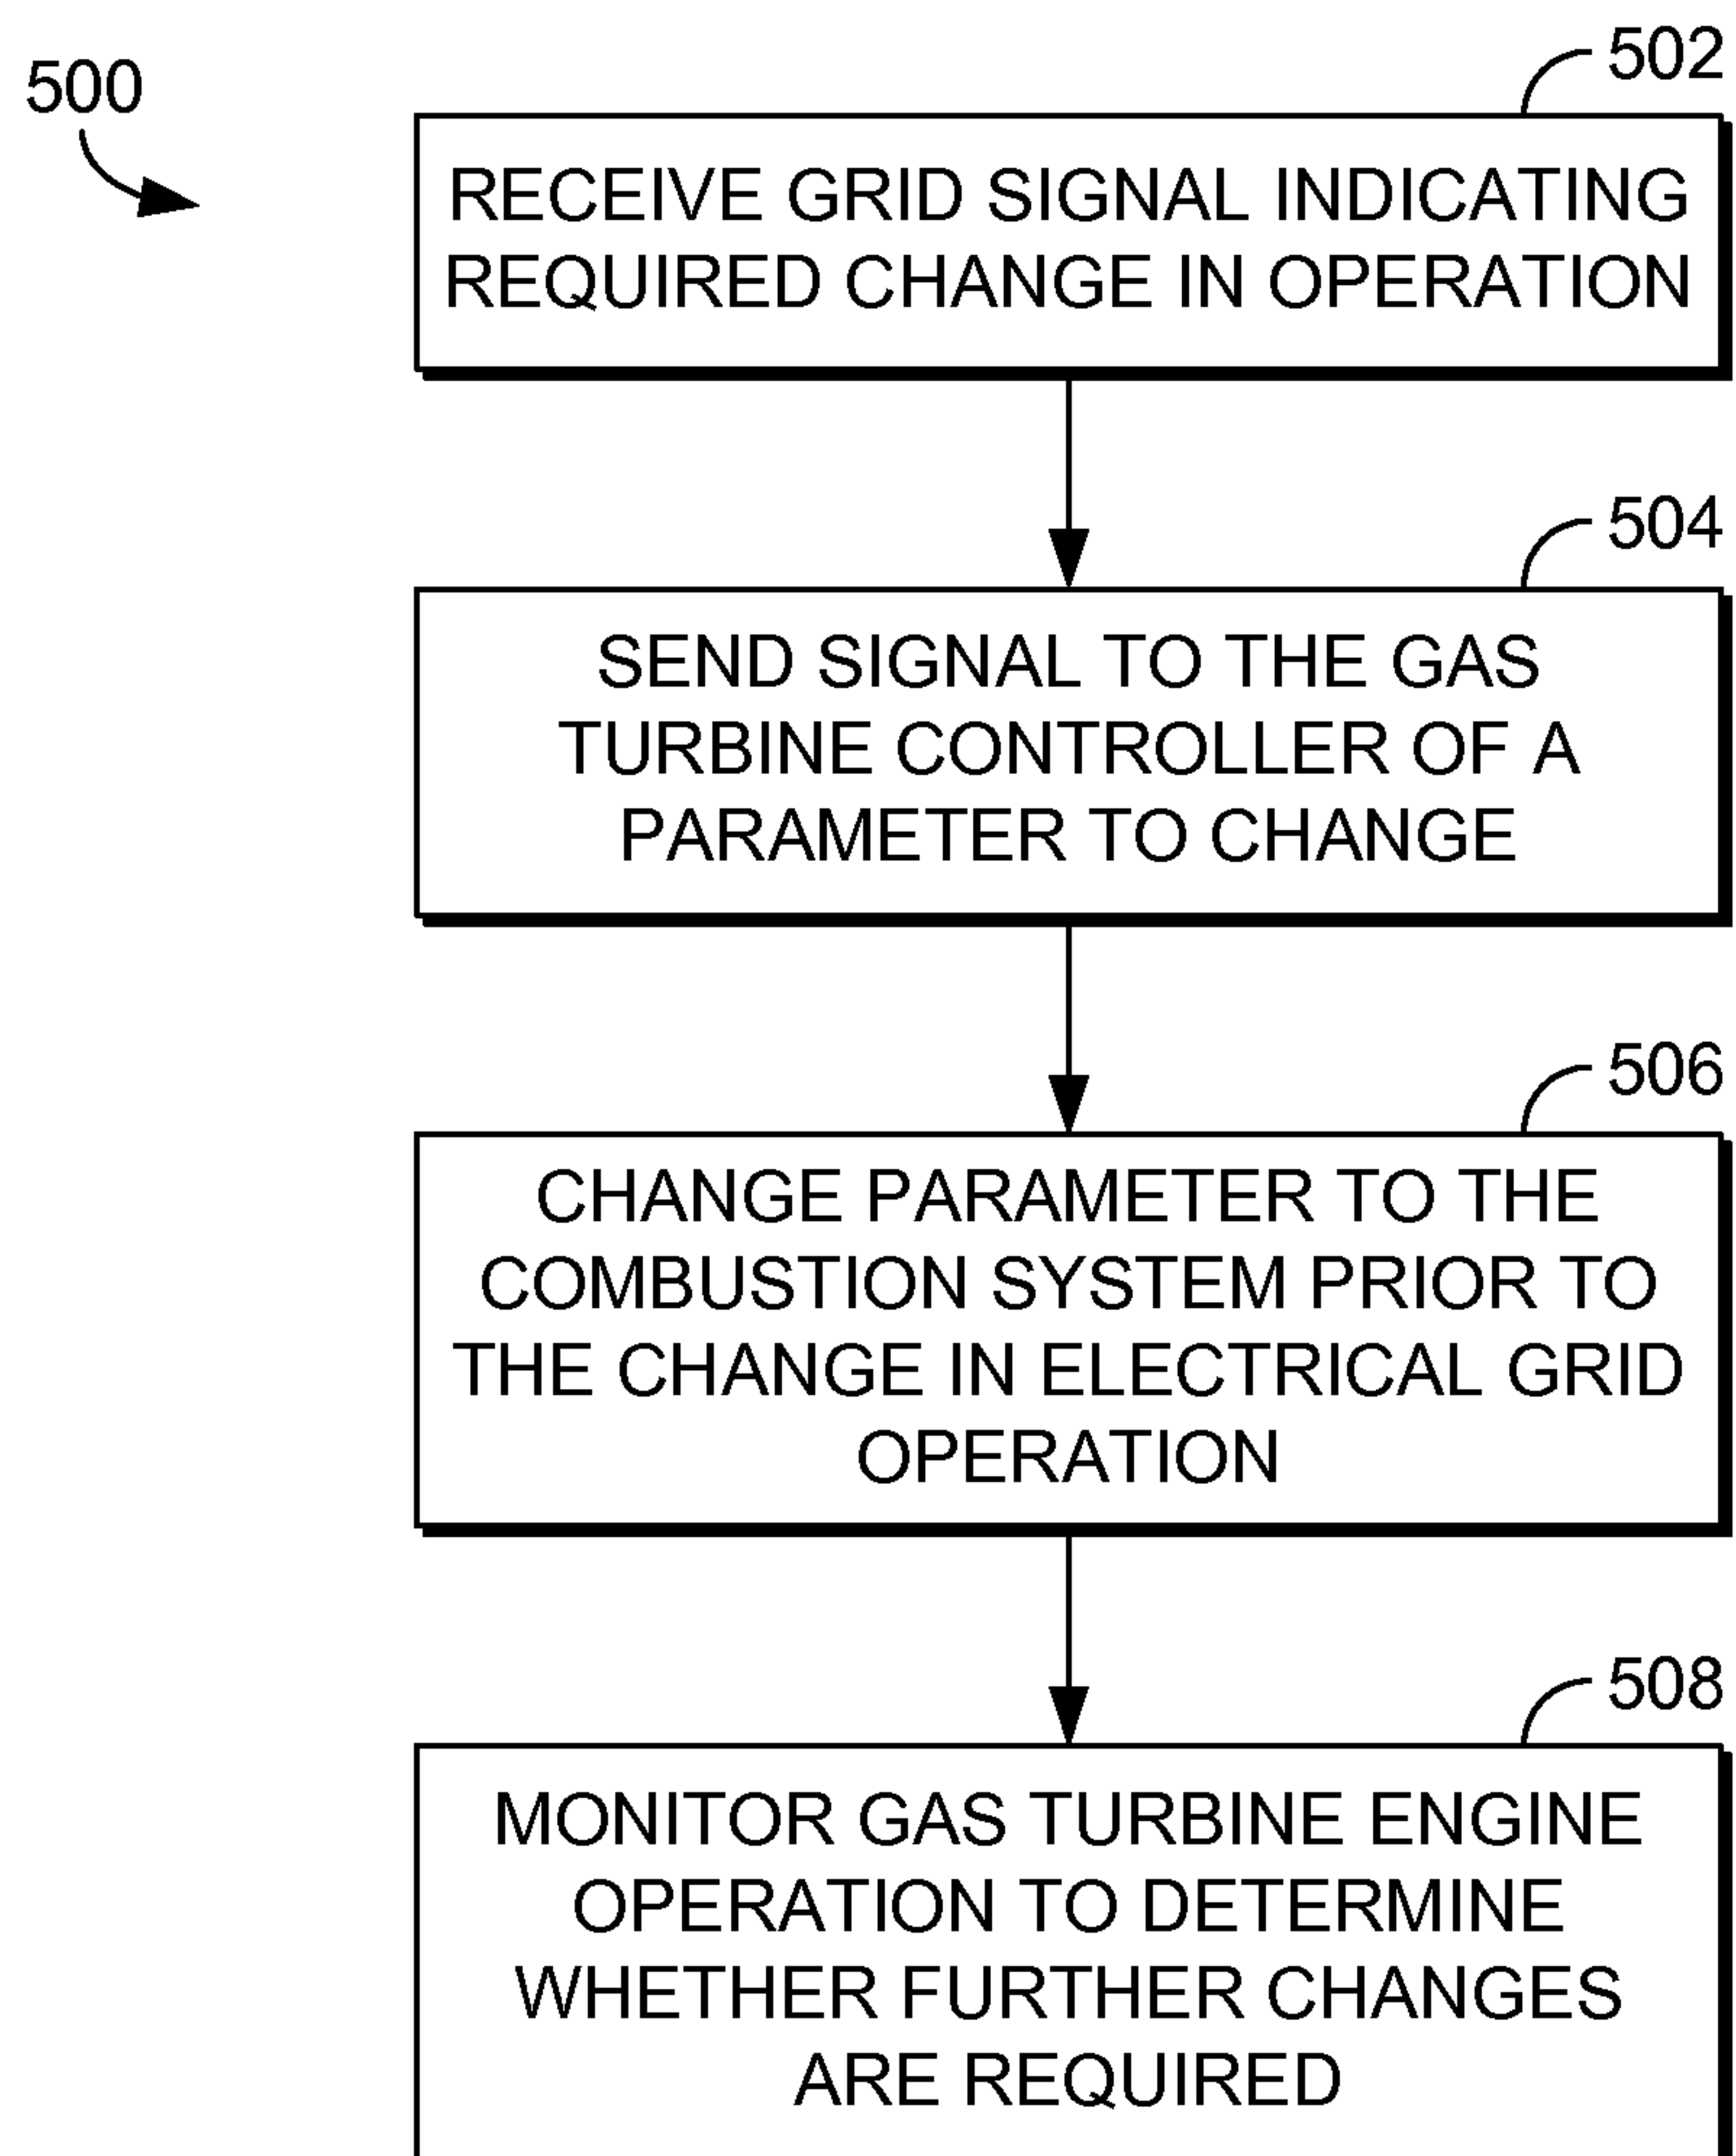 500
502
RECEIVE GRID SIGNAL INDICATING
REQUIRED CHANGE IN OPERATION
504
SEND SIGNAL TO THE GAS
TURBINE CONTROLLER OF A
PARAMETER TO CHANGE
506
CHANGE PARAMETER TO THE
COMBUSTION SYSTEM PRIOR TO
THE CHANGE IN ELECTRICAL GRID
OPERATION
508
MONITOR GAS TURBINE ENGINE
OPERATION TO DETERMINE
WHETHER FURTHER CHANGES
ARE REQUIRED